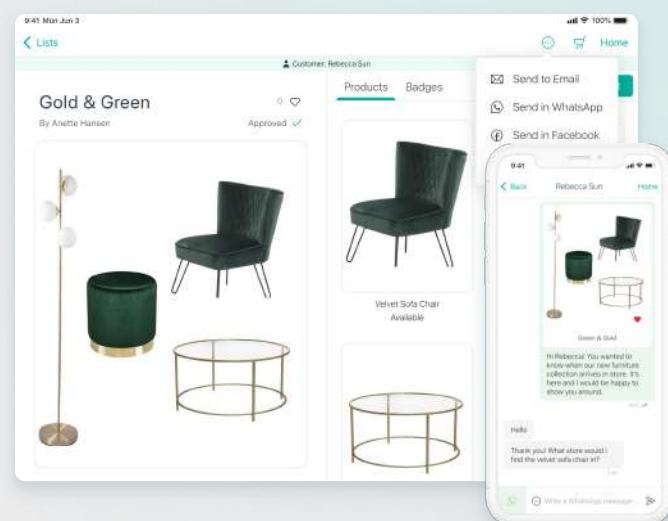 9:41 Mon Jun 3
100%
Lists
Home
Customer: Rebecca Sun
Gold & Green
0
By Anette Hansen
Approved
Products
Badges
Send to Email
Send in WhatsApp
Send in Facebook
Velvet Sofa Chair
Available
9:41
Back
Rebecca Sun
Home
Green & Gold
Hi Rebecca! You wanted to
know when our new furniture
collection arrives in store. It's
here and I would be happy to
show you around.
Hello
Thank you! What store would I
find the velvet sofa chair in?
Write a WhatsApp message...